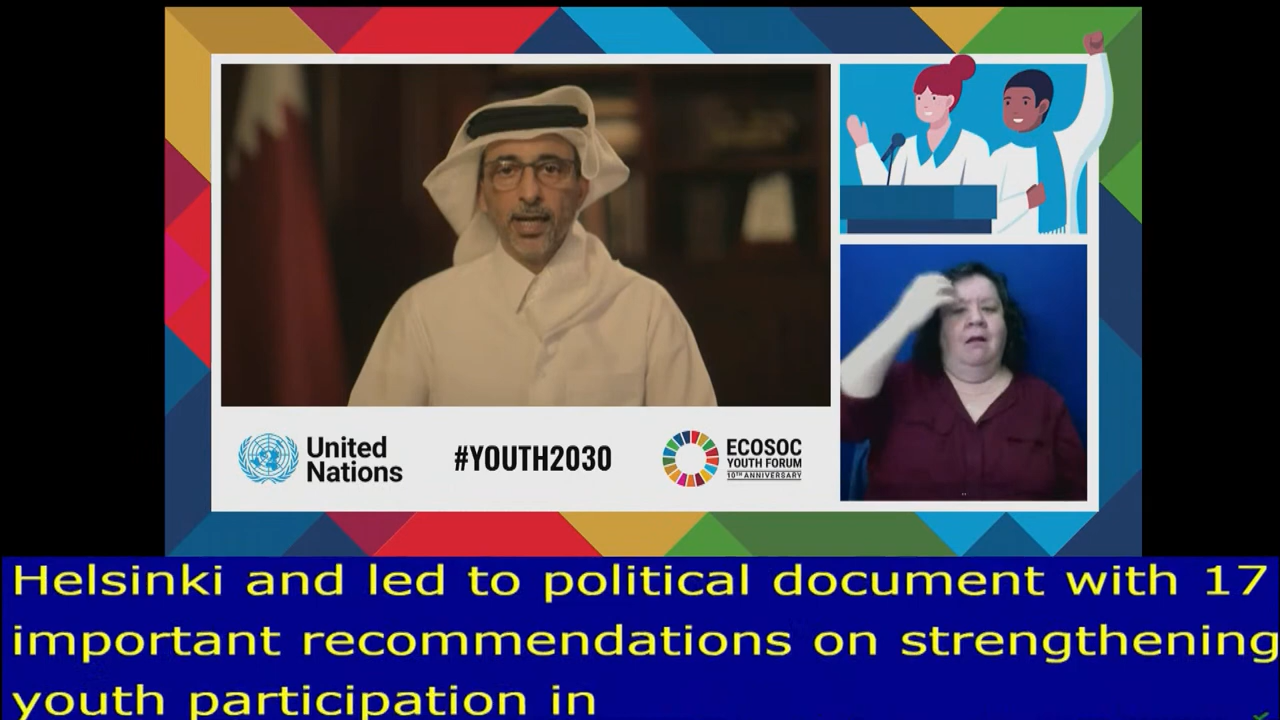 United
Nations
#YOUTH2030
ECOSOC
YOUTH FORUM
10TH ANNIVERSARY
Helsinki and led to political document with 17
important recommendations on strengthening
youth participation in